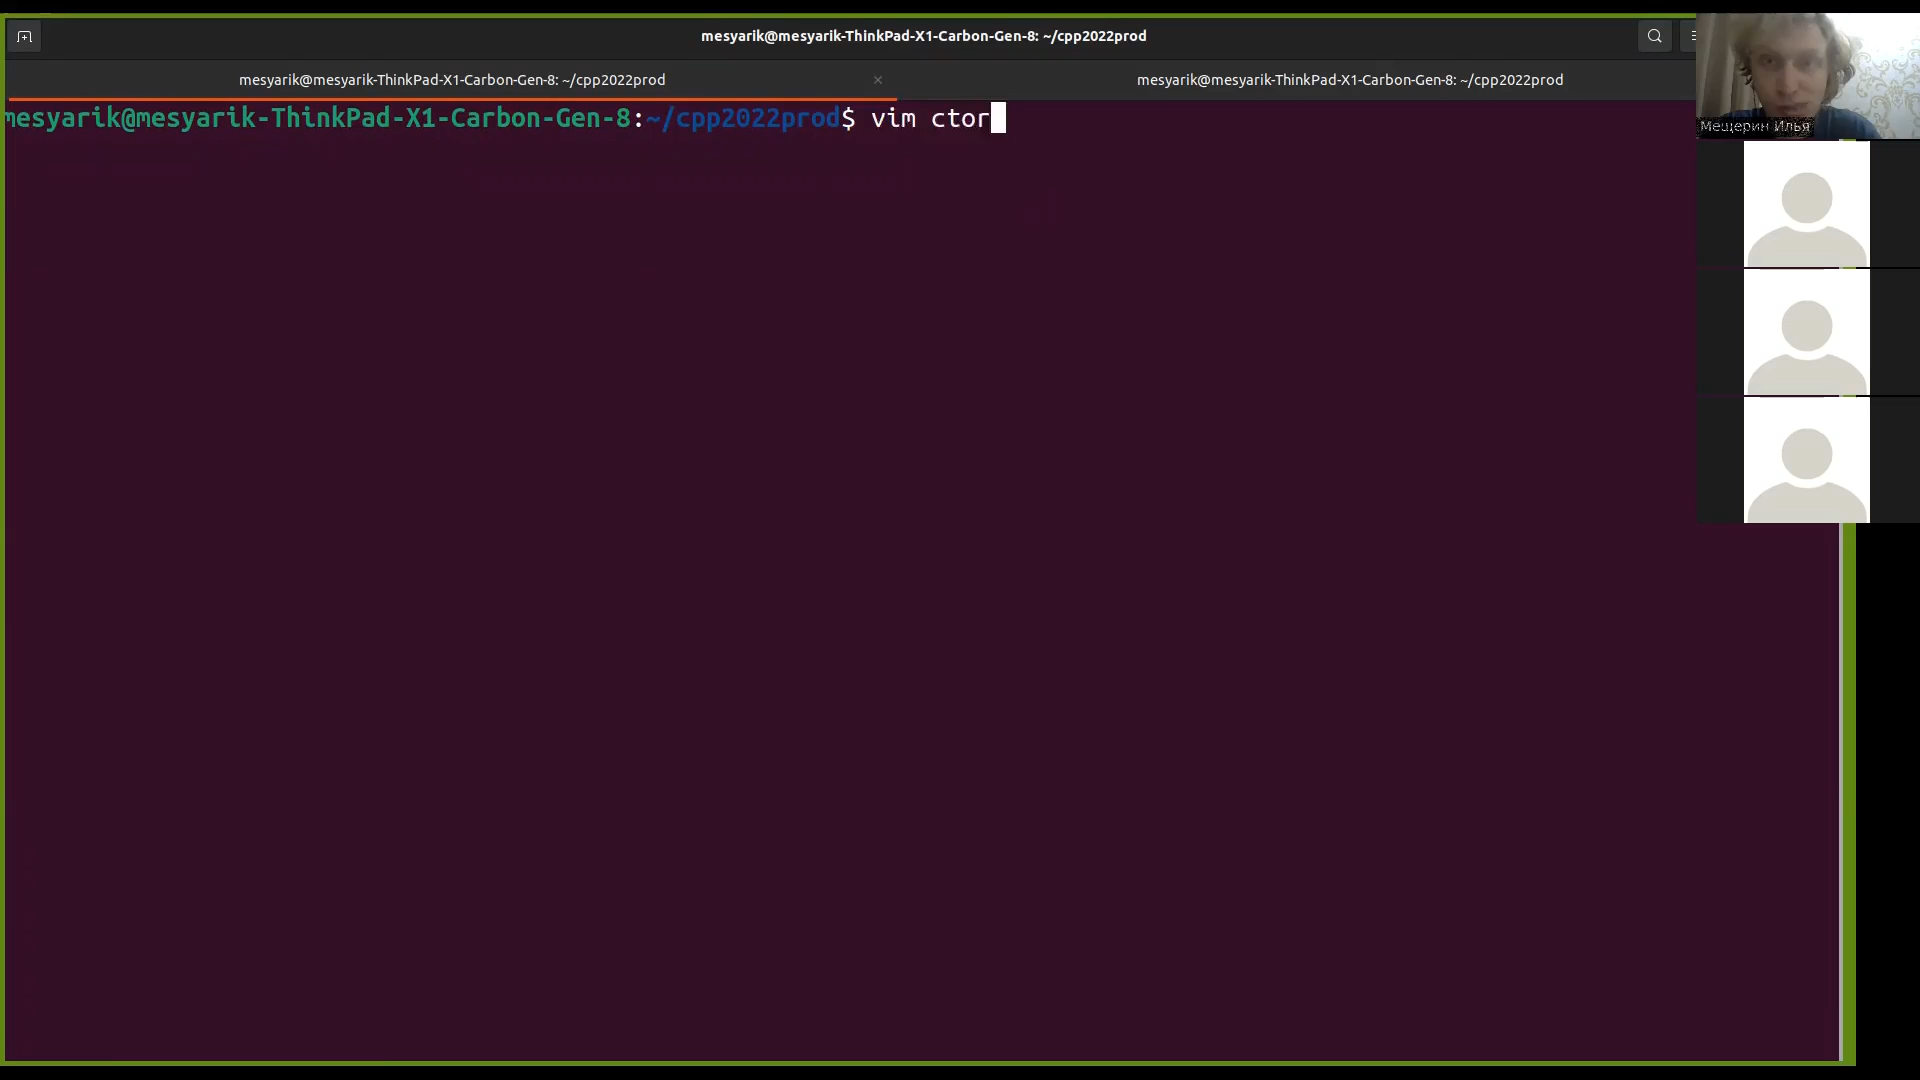 mesyarik@mesyarik-ThinkPad-X1-Carbon-Gen-8: ~/cpp2022prod
mesyarik@mesyarik-ThinkPad-X1-Carbon-Gen-8: ~/cpp2022prod
mesyarik@mesyarik-ThinkPad-X1-Carbon-Gen-8: ~/cpp2022prod
mesyarik@mesyarik-ThinkPad-X1-Carbon-Gen-8:~/cpp2022prod$ vim ctor
Мещерин Илья